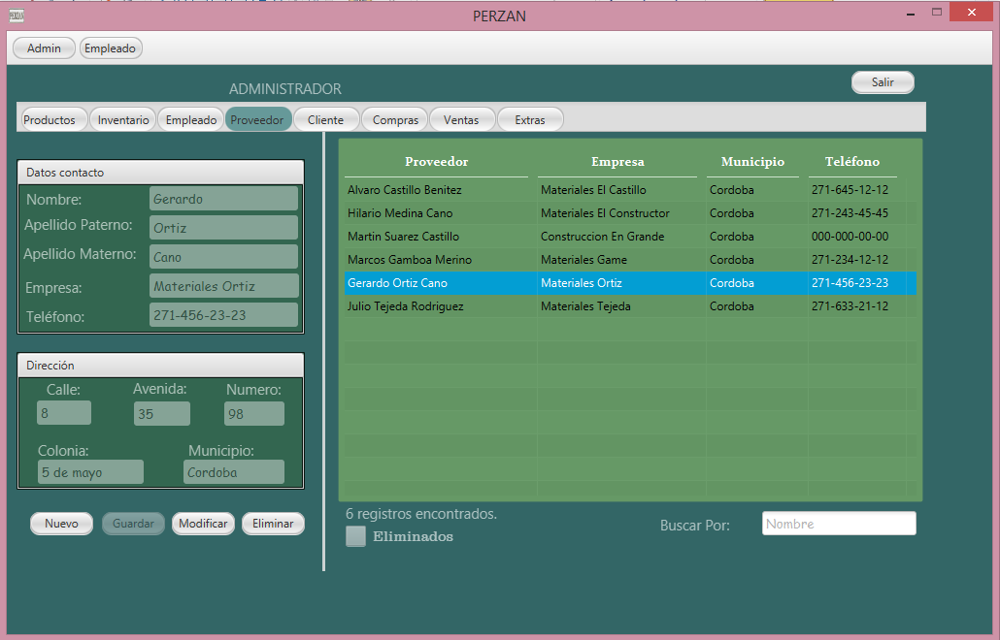 PERZAN
PERZAN
Admin Empleado
ADMINISTRADOR
Salir
Productos Inventario Empleado Proveedor Cliente Compras Ventas Extras
Datos contacto
Nombre: Gerardo
Apellido Paterno: Ortiz
Apellido Materno: Cano
Empresa: Materiales Ortiz
Teléfono: 271-456-23-23
Dirección
Calle: Avenida: Numero:
8 35 98
Colonia: Municipio:
5 de mayo Cordoba
Nuevo Guardar Modificar Eliminar
Proveedor Empresa Municipio Teléfono
Alvaro Castillo Benitez Materiales El Castillo Cordoba 271-645-12-12
Hilario Medina Cano Materiales El Constructor Cordoba 271-243-45-45
Martin Suarez Castillo Construccion En Grande Cordoba 000-000-00-00
Marcos Gamboa Merino Materiales Game Cordoba 271-234-12-12
Gerardo Ortiz Cano Materiales Ortiz Cordoba 271-456-23-23
Julio Tejeda Rodriguez Materiales Tejeda Cordoba 271-633-21-12
6 registros encontrados.
Eliminados
Buscar Por: Nombre